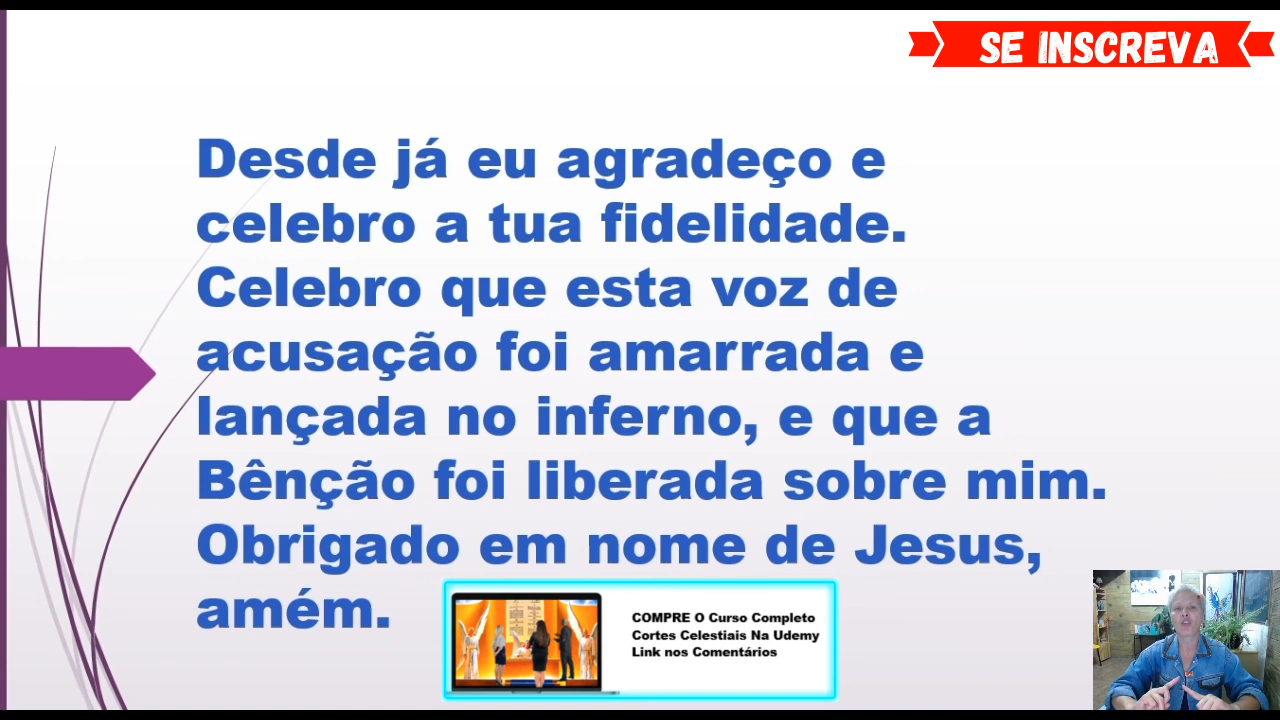 SE INSCREVA
Desde já eu agradeço e
celebro a tua fidelidade.
Celebro que esta voz de
acusação foi amarrada e
lançada no inferno, e que a
Bênção foi liberada sobre mim.
Obrigado em nome de Jesus,
amém.
COMPRE O Curso Completo
Cortes Celestiais Na Udemy
Link nos Comentários